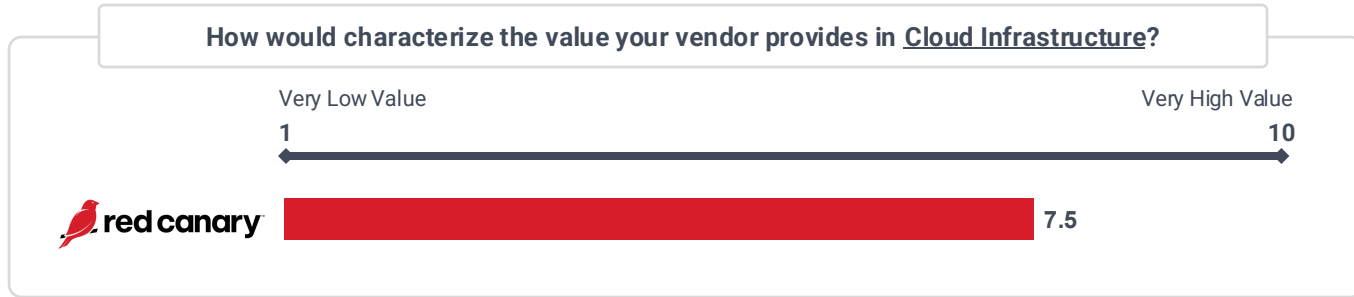 How would characterize the value your vendor provides in Cloud Infrastructure?
Very Low Value
Very High Value
1
10
red canary
7.5